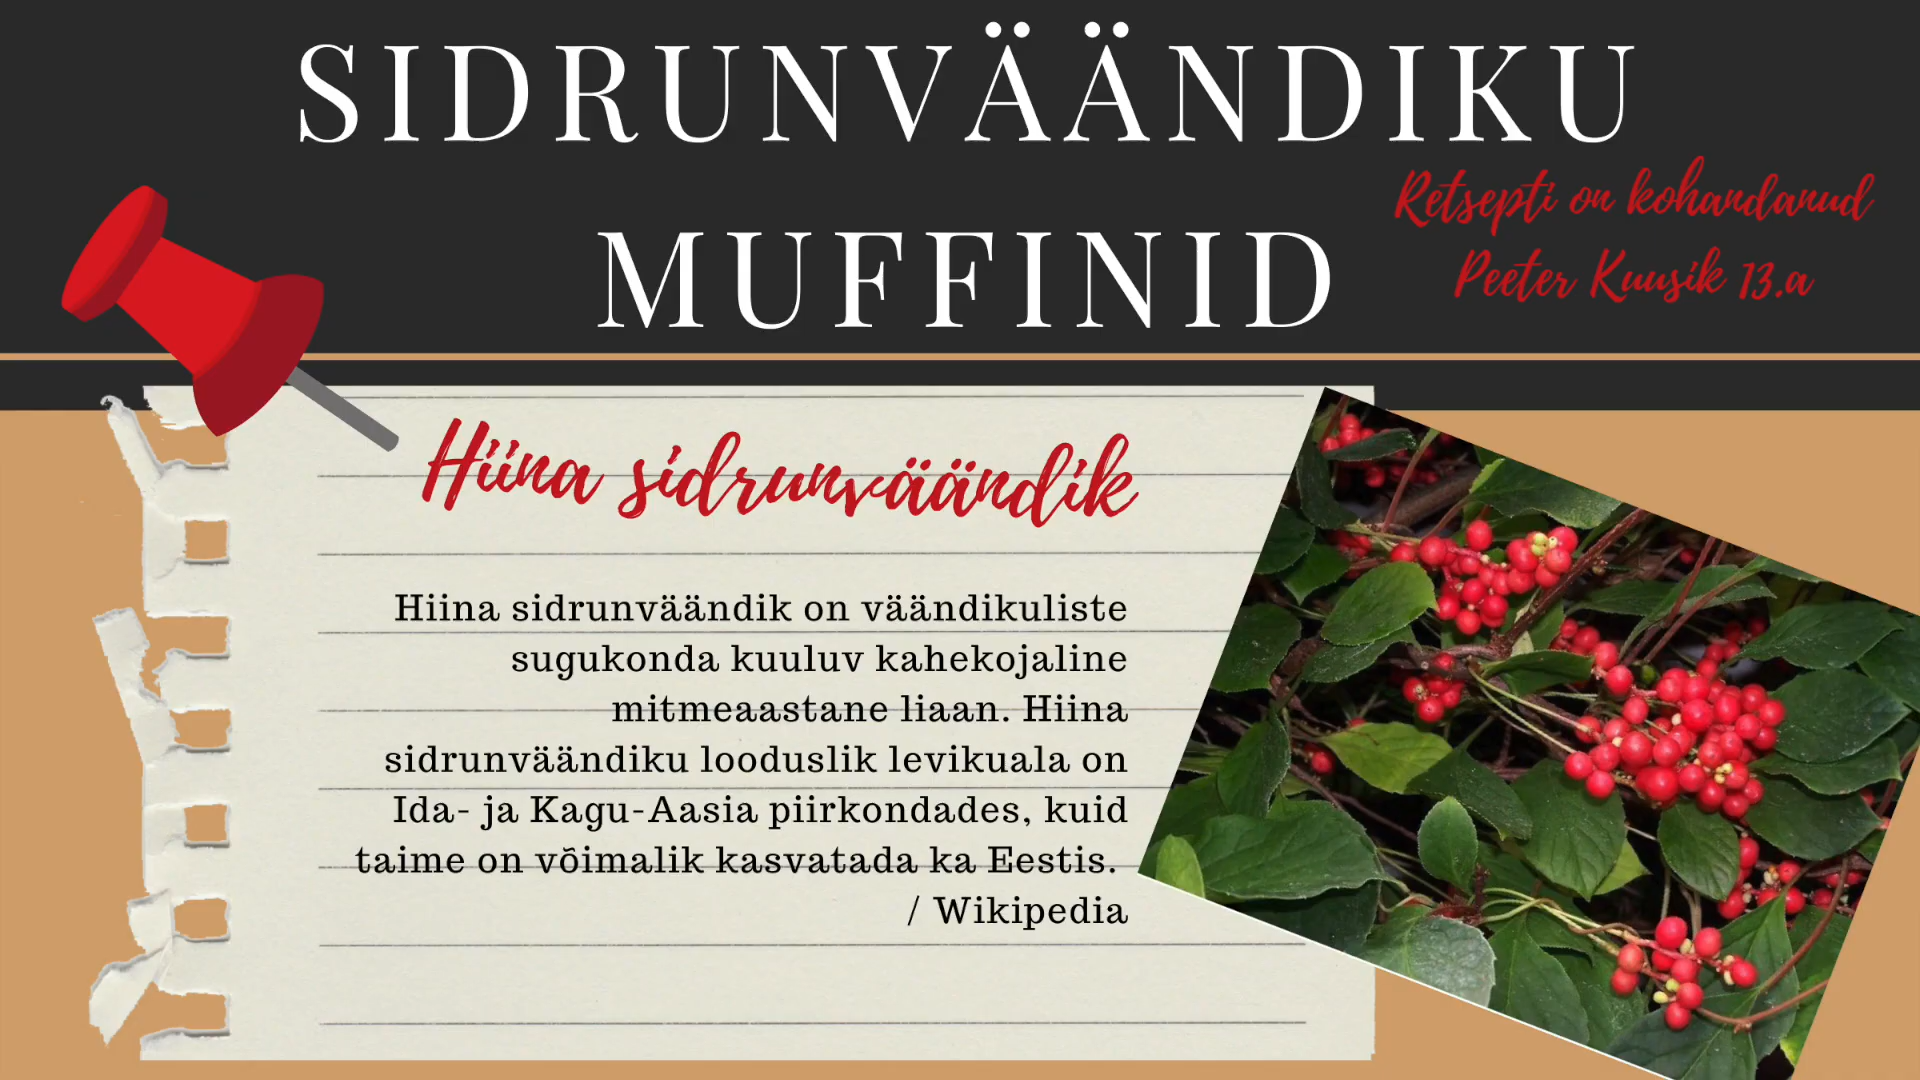 SIDRUNVÄÄNDIKU
MUFFINID
Retsepti on kohandanud
Peeter Kuusik 13.a
Hiina sidrunväändik
Hiina sidrunväändik on väändikuliste
sugukonda kuuluv kahekojaline
mitmeaastane liaan. Hiina
sidrunväändiku looduslik levikuala on
Ida- ja Kagu-Aasia piirkondades, kuid
taime on võimalik kasvatada ka Eestis.
/ Wikipedia